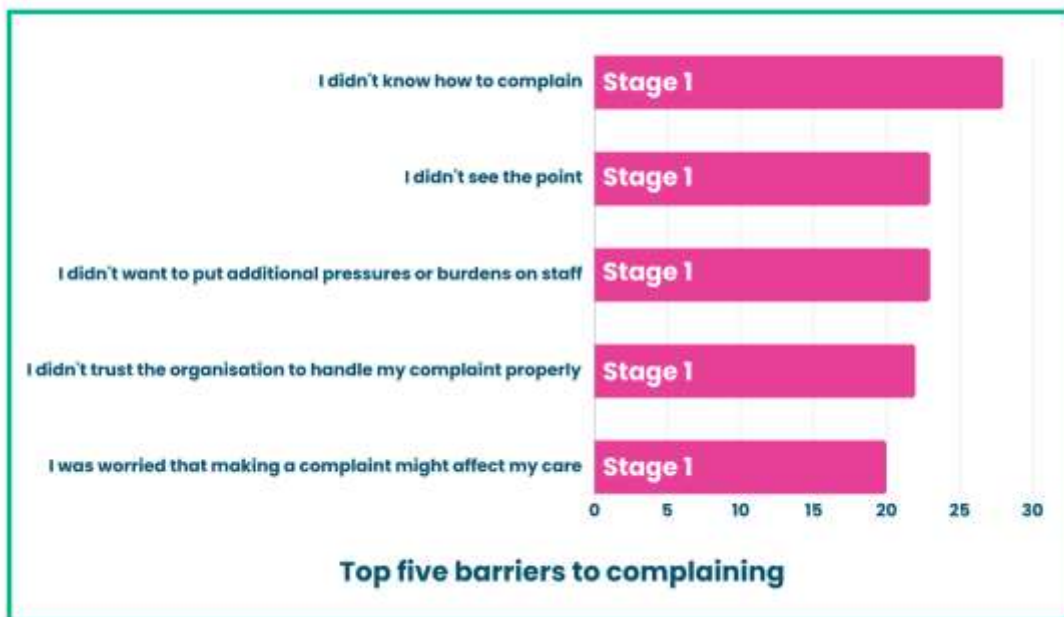 I didn't know how to complain
Stage 1
I didn't see the point
Stage 1
I didn't want to put additional pressures or burdens on staff
Stage 1
I didn't trust the organisation to handle my complaint properly
Stage 1
I was worried that making a complaint might affect my care
Stage 1
0 5 10 15 20 25 30
Top five barriers to complaining